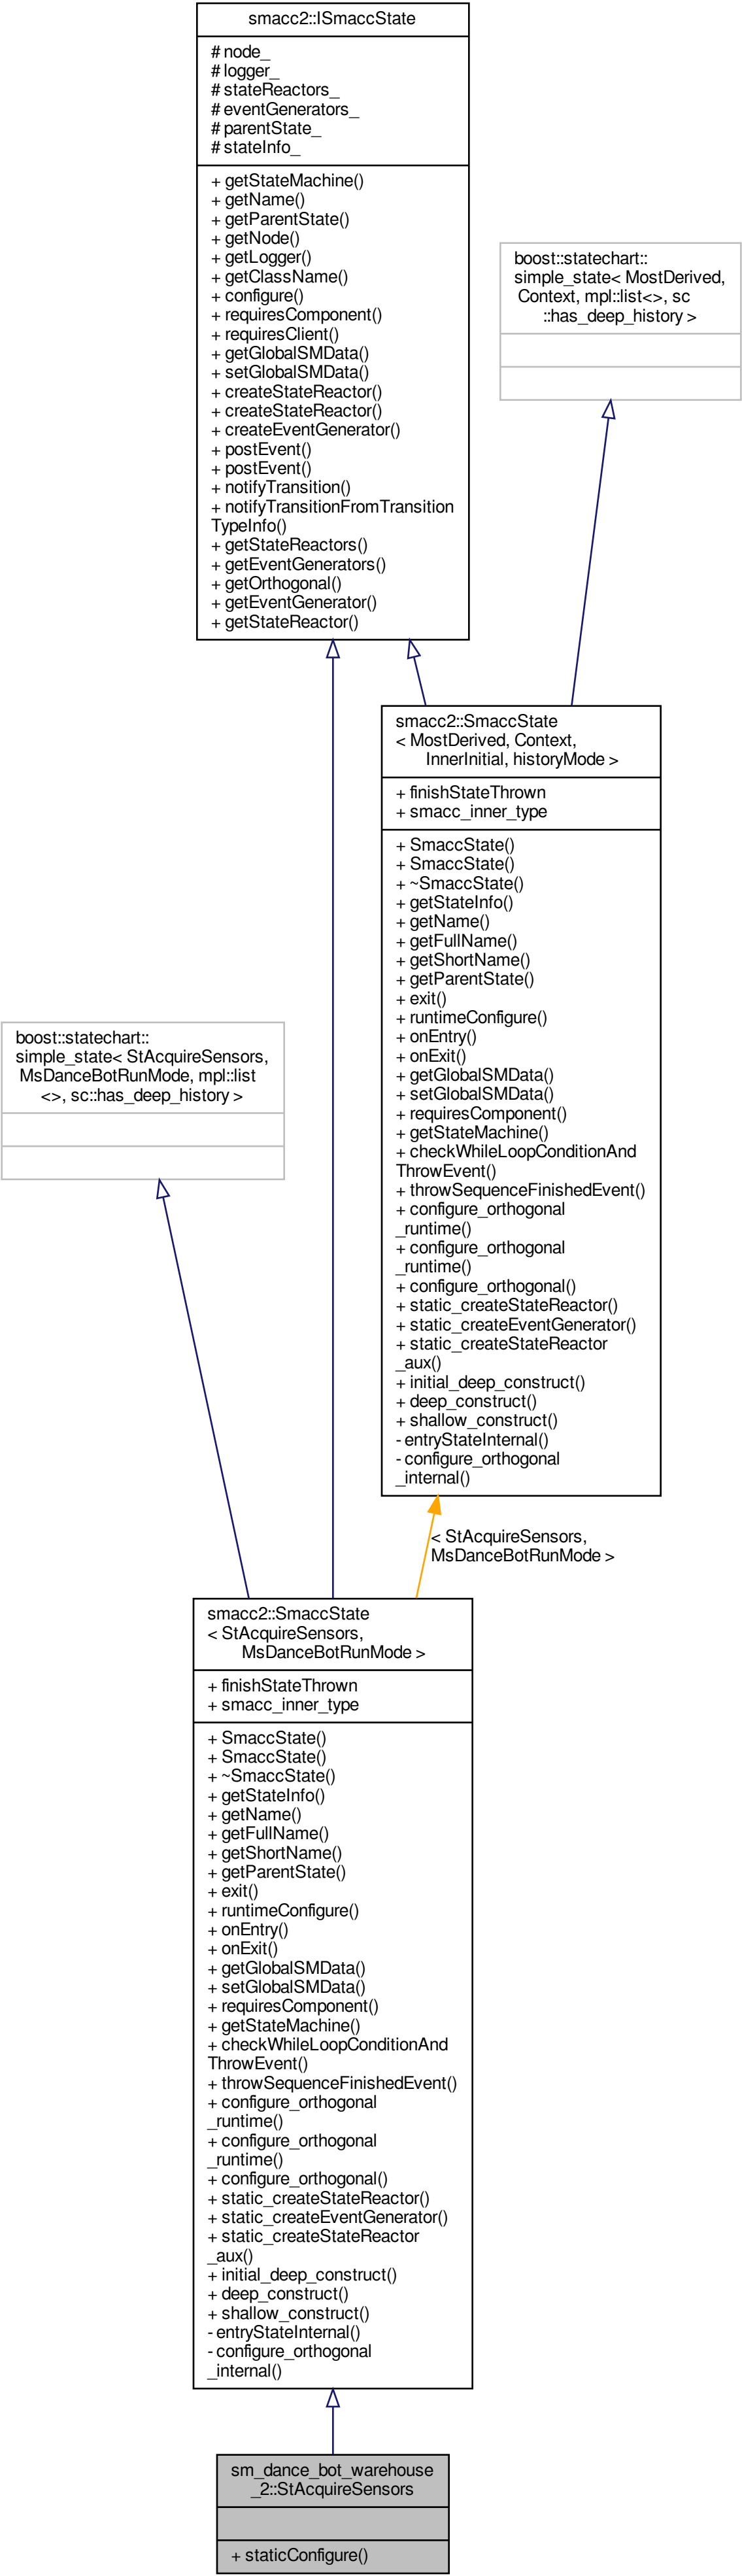 smacc2::ISmaccState
# node_
# logger_
# stateReactors_
# eventGenerators_
# parentState_
# stateInfo_
+ getStateMachine()
+ getName()
+ getParentState()
+ getNode()
+ getLogger()
+ getClassName()
+ configure()
+ requiresComponent()
+ requiresClient()
+ getGlobalSMData()
+ setGlobalSMData()
+ createStateReactor()
+ createStateReactor()
+ createEventGenerator()
+ postEvent()
+ postEvent()
+ notifyTransition()
+ notifyTransitionFromTransition
TypeInfo()
+ getStateReactors()
+ getEventGenerators()
+ getOrthogonal()
+ getEventGenerator()
+ getStateReactor()
boost::statechart::
simple_state< MostDerived,
Context, mpl::list<>, sc
::has_deep_history >
smacc2::SmaccState
< MostDerived, Context,
InnerInitial, historyMode >
+ finishStateThrown
+ smacc_inner_type
+ SmaccState()
+ SmaccState()
+ ~SmaccState()
+ getStateInfo()
+ getName()
+ getFullName()
+ getShortName()
+ getParentState()
+ exit()
+ runtimeConfigure()
+ onEntry()
+ onExit()
+ getGlobalSMData()
+ setGlobalSMData()
+ requiresComponent()
+ getStateMachine()
+ checkWhileLoopConditionAnd
ThrowEvent()
+ throwSequenceFinishedEvent()
+ configure_orthogonal
_runtime()
+ configure_orthogonal
_runtime()
+ configure_orthogonal()
+ static_createStateReactor()
+ static_createEventGenerator()
+ static_createStateReactor
_aux()
+ initial_deep_construct()
+ deep_construct()
+ shallow_construct()
- entryStateInternal()
- configure_orthogonal
_internal()
boost::statechart::
simple_state< StAcquireSensors,
MsDanceBotRunMode, mpl::list
<>, sc::has_deep_history >
< StAcquireSensors,
MsDanceBotRunMode >
smacc2::SmaccState
< StAcquireSensors,
MsDanceBotRunMode >
+ finishStateThrown
+ smacc_inner_type
+ SmaccState()
+ SmaccState()
+ ~SmaccState()
+ getStateInfo()
+ getName()
+ getFullName()
+ getShortName()
+ getParentState()
+ exit()
+ runtimeConfigure()
+ onEntry()
+ onExit()
+ getGlobalSMData()
+ setGlobalSMData()
+ requiresComponent()
+ getStateMachine()
+ checkWhileLoopConditionAnd
ThrowEvent()
+ throwSequenceFinishedEvent()
+ configure_orthogonal
_runtime()
+ configure_orthogonal
_runtime()
+ configure_orthogonal()
+ static_createStateReactor()
+ static_createEventGenerator()
+ static_createStateReactor
_aux()
+ initial_deep_construct()
+ deep_construct()
+ shallow_construct()
- entryStateInternal()
- configure_orthogonal
_internal()
sm_dance_bot_warehouse
_2::StAcquireSensors
+ staticConfigure()